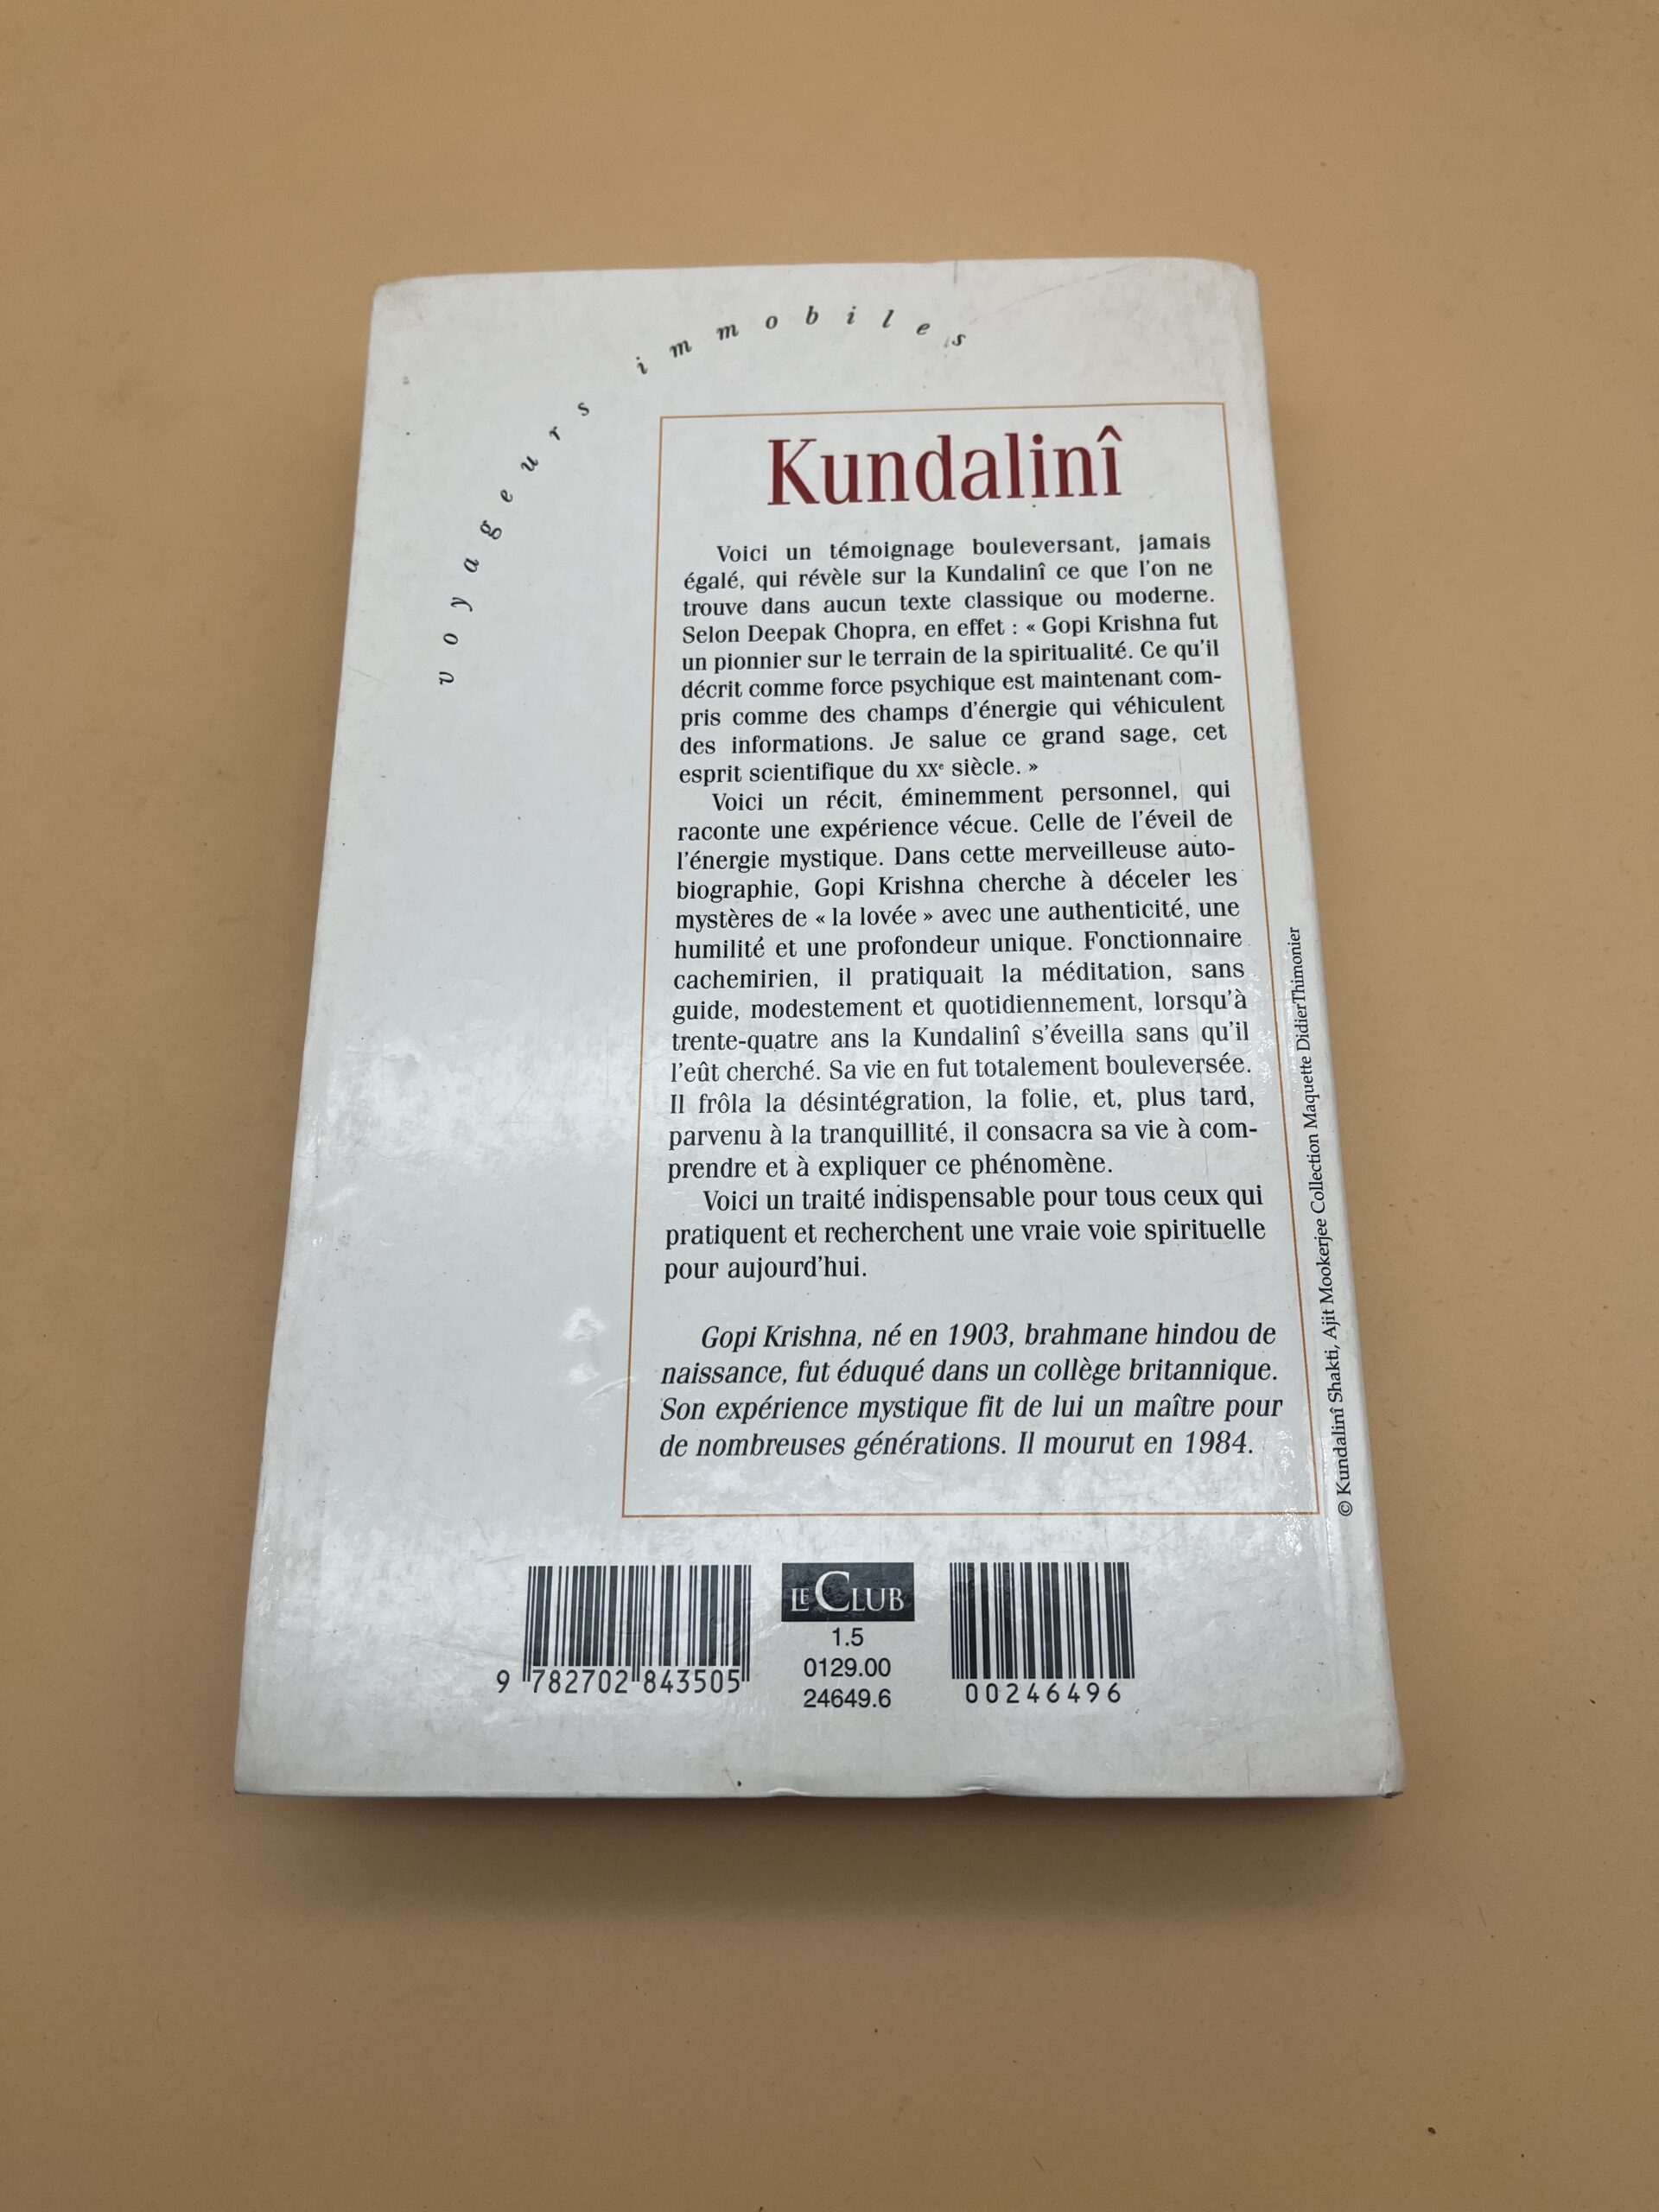 voyageurs immobiles
Kundalinî
Voici un témoignage bouleversant, jamais
égalé, qui révèle sur la Kundalinî ce que l'on ne
trouve dans aucun texte classique ou moderne.
Selon Deepak Chopra, en effet : « Gopi Krishna fut
un pionnier sur le terrain de la spiritualité. Ce qu'il
décrit comme force psychique est maintenant com-
pris comme des champs d'énergie qui véhiculent
des informations. Je salue ce grand sage, cet
esprit scientifique du XXe siècle. »
Voici un récit, éminemment personnel, qui
raconte une expérience vécue. Celle de l'éveil de
l'énergie mystique. Dans cette merveilleuse auto-
biographie, Gopi Krishna cherche à déceler les
mystères de « la lovée » avec une authenticité, une
humilité et une profondeur unique. Fonctionnaire
cachemirien, il pratiquait la méditation, sans
guide, modestement et quotidiennement, lorsqu'à
trente-quatre ans la Kundalinî s'éveilla sans qu'il
l'eût cherché. Sa vie en fut totalement bouleversée.
Il frôla la désintégration, la folie, et, plus tard,
parvenu à la tranquillité, il consacra sa vie à com-
prendre et à expliquer ce phénomène.
Voici un traité indispensable pour tous ceux qui
pratiquent et recherchent une vraie voie spirituelle
pour aujourd'hui.
Gopi Krishna, né en 1903, brahmane hindou de
naissance, fut éduqué dans un collège britannique.
Son expérience mystique fit de lui un maître pour
de nombreuses générations. Il mourut en 1984.
© Kundalinî Shakti, Ajit Mookerjee Collection Maquette DidierThimonier
9 782702 843505
LE CLUB
1.5
0129.00
24649.6
00246496